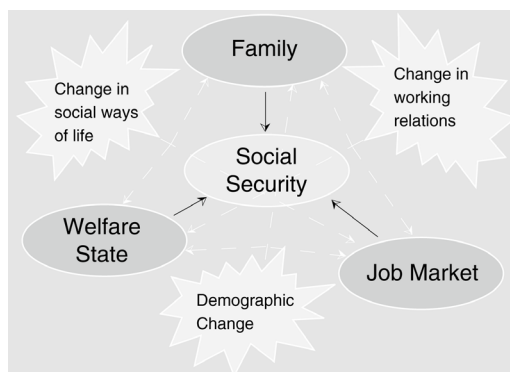 Family
Change in
social ways
of life
Change in
working
relations
Social
Security
Welfare
State
Job Market
Demographic
Change